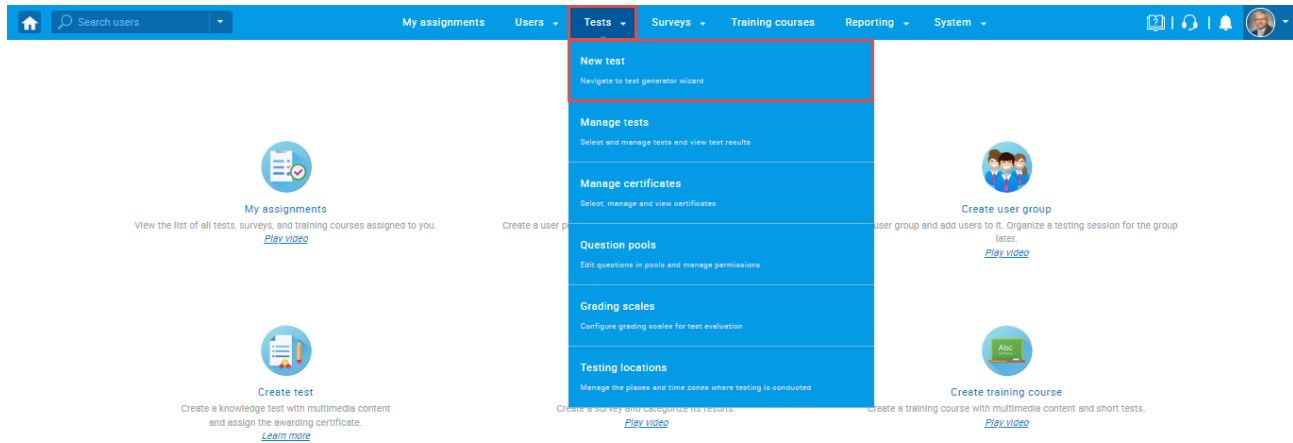 Search users
My assignments
Users
Tests
Surveys
Training courses
Reporting
System
New test
Navigate to test generator wizard
Manage tests
Select and manage tests and view test results
Manage certificates
Select, manage and view certificates
Question pools
Edit questions in pools and manage permissions
Grading scales
Configure grading scales for test evaluation
Testing locations
Manage the places and time zones where testing is conducted
My assignments
View the list of all tests, surveys, and training courses assigned to you.
Play video
Create a user
Create user group
user group and add users to it. Organize a testing session for the group
later.
Play video
Create test
Create a knowledge test with multimedia content
and assign the awarding certificate.
Learn more
Create a survey and categorize its results.
Play video
Abc
Create training course
Create a training course with multimedia content and short tests.
Play video